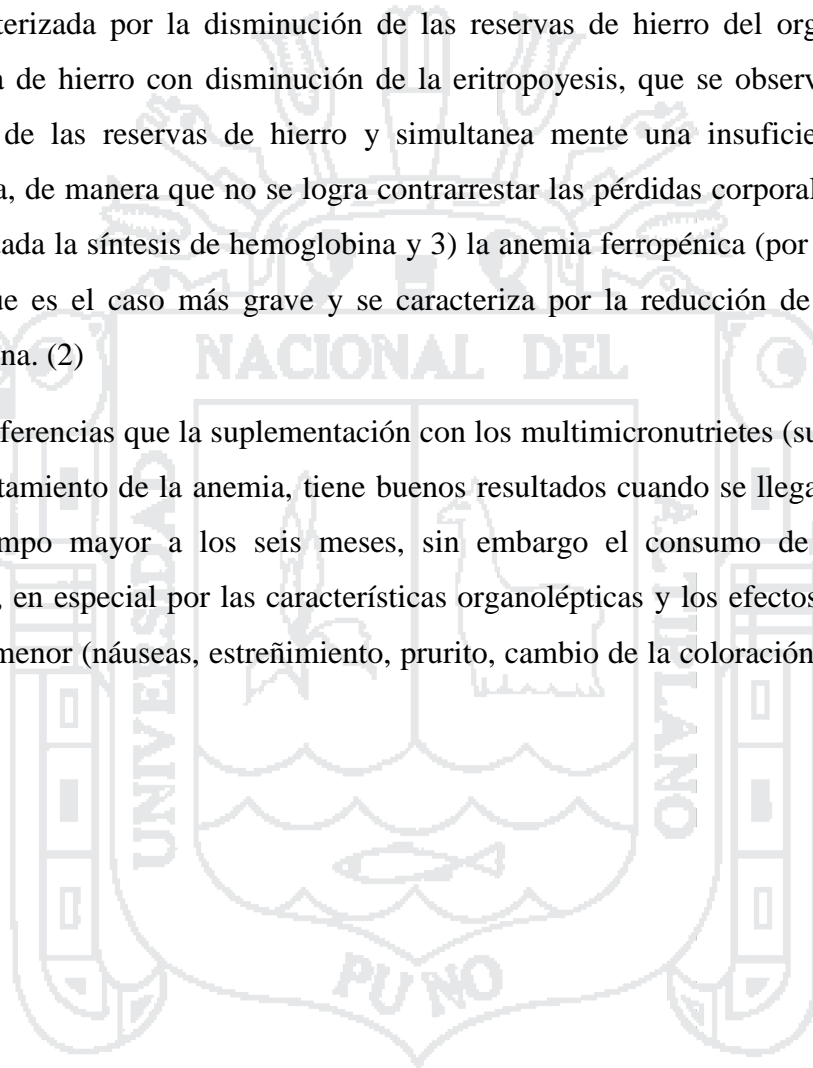 terizada por la disminución de las reservas de hierro del org
a de hierro con disminución de la eritropoyesis, que se observ
de las reservas de hierro y simultanea mente una insuficie
a, de manera que no se logra contrarrestar las pérdidas corporal
uada la síntesis de hemoglobina y 3) la anemia ferropénica (por
ue es el caso más grave y se caracteriza por la reducción de
na. (2)
NACIONAL DEL
ferencias que la suplementación con los multimicronutrietes (su
tamiento de la anemia, tiene buenos resultados cuando se llega
mpo mayor a los seis meses, sin embargo el consumo de
, en especial por las características organolépticas y los efectos
menor (náuseas, estreñimiento, prurito, cambio de la coloración
UNIVERSDAD
ALTIPLANO
PUNO